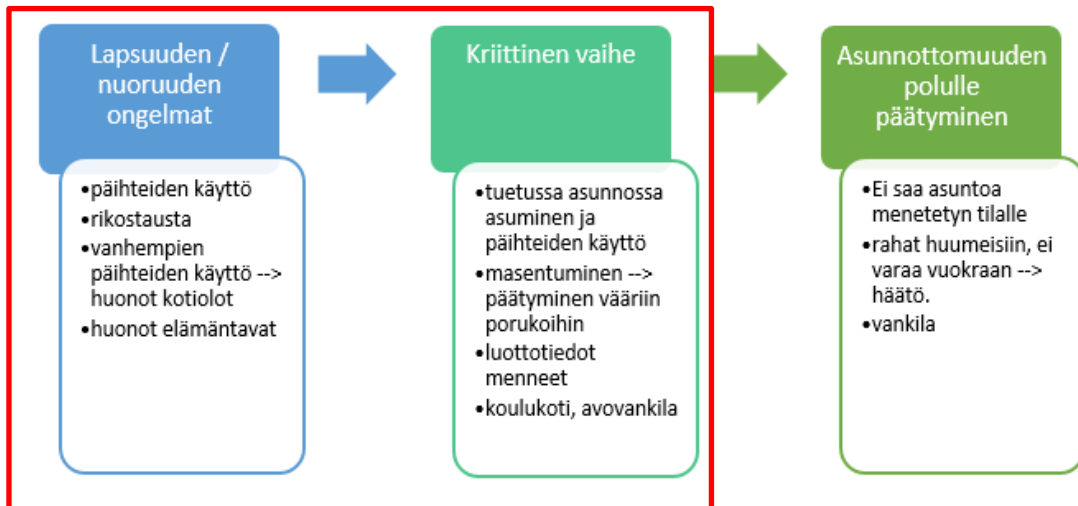 Lapsuuden /
nuoruuden
ongelmat
•päihteiden käyttö
•rikostausta
•vanhempien
päihteiden käyttö -->
huonot kotiolot
•huonot elämäntavat
Kriittinen vaihe
•tuetussa asunnossa
asuminen ja
päihteiden käyttö
•masentuminen -->
päätyminen vääriin
porukoihin
•luottotiedot
menneet
•koulukoti, avovankila
Asunnottomuuden
polulle
päätyminen
•Ei saa asuntoa
menetetyn tilalle
•rahat huumeisiin, ei
varaa vuokraan -->
häätö.
•vankila